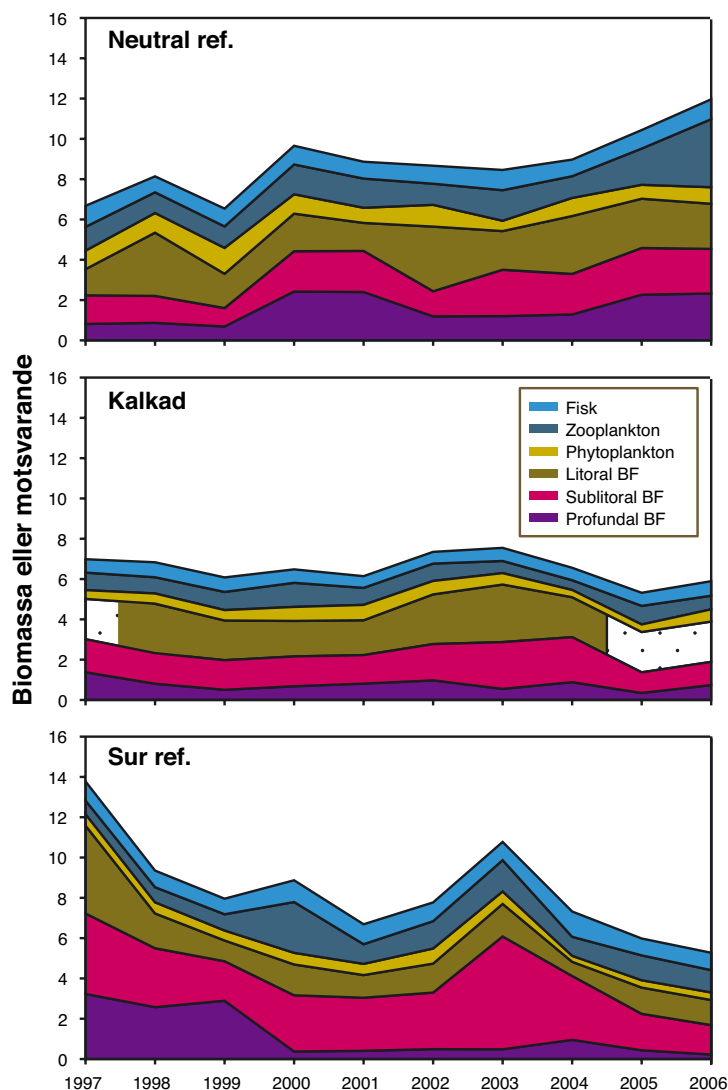 Biomassa eller motsvarande
16
Neutral ref.
14
12
10
8
6
4
2
0
16
Kalkad
14
12
10
8
6
4
2
0
Fisk
Zooplankton
Phytoplankton
Litoral BF
Sublitoral BF
Profundal BF
16
Sur ref.
14
12
10
8
6
4
2
0
1997 1998 1999 2000 2001 2002 2003 2004 2005 2006